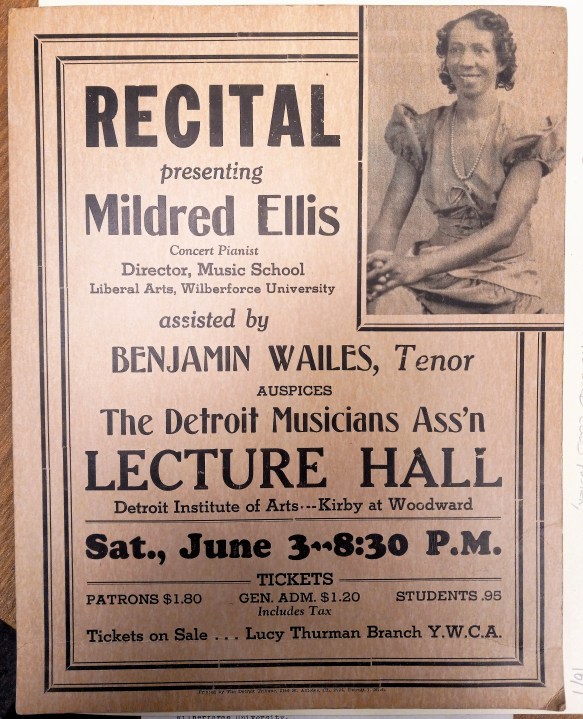 RECITAL
presenting
Mildred Ellis
Concert Pianist
Director, Music School
Liberal Arts, Wilberforce University
assisted by
BENJAMIN WAILES, Tenor
AUSPICES
The Detroit Musicians Ass'n
LECTURE HALL
Detroit Institute of Arts---Kirby at Woodward
Sat., June 3--8:30 P.M.
TICKETS
PATRONS $1.80 GEN. ADM. $1.20 STUDENTS .95
Includes Tax
Tickets on Sale . . . Lucy Thurman Branch Y.W.C.A.
Wilberforce University.